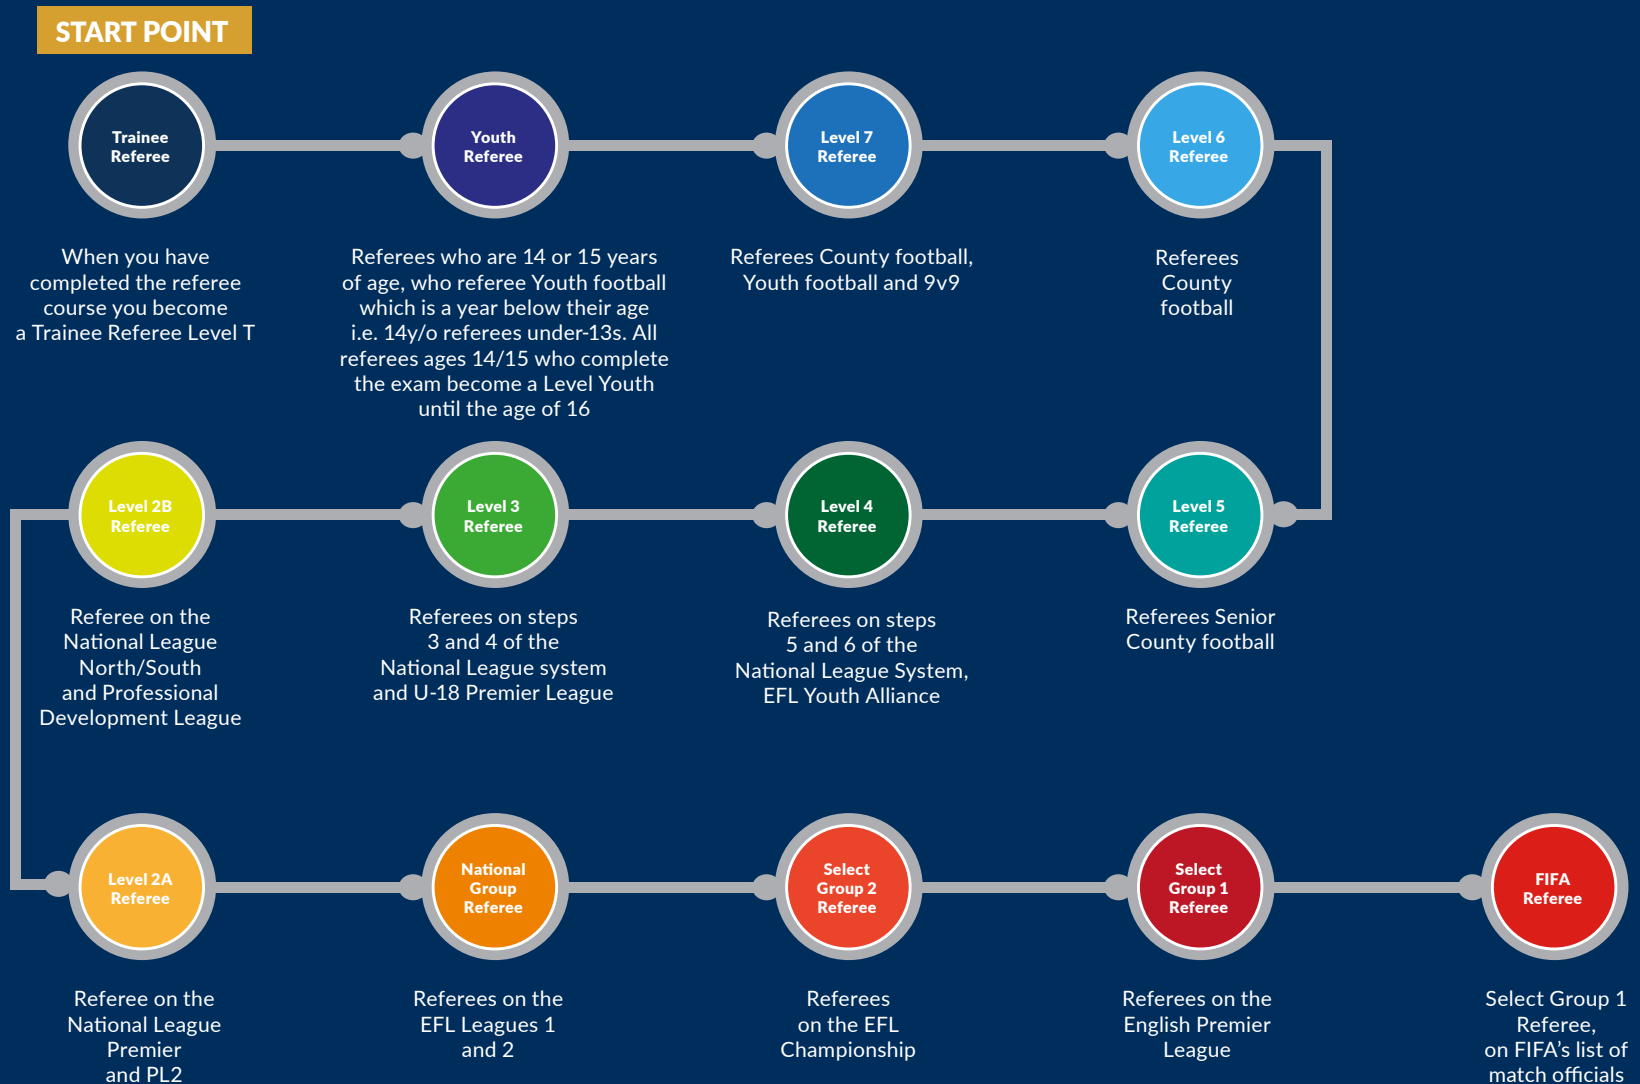 START POINT
Trainee
Referee
When you have
completed the referee
course you become
a Trainee Referee Level T
Youth
Referee
Referees who are 14 or 15 years
of age, who referee Youth football
which is a year below their age
i.e. 14y/o referees under-13s. All
referees ages 14/15 who complete
the exam become a Level Youth
until the age of 16
Level 7
Referee
Referees County football,
Youth football and 9v9
Level 6
Referee
Referees
County
football
Level 5
Referee
Referees Senior
County football
Level 4
Referee
Referees on steps
5 and 6 of the
National League System,
EFL Youth Alliance
Level 3
Referee
Referees on steps
3 and 4 of the
National League system
and U-18 Premier League
Level 2B
Referee
Referee on the
National League
North/South
and Professional
Development League
Level 2A
Referee
Referee on the
National League
Premier
and PL2
National
Group
Referee
Referees on the
EFL Leagues 1
and 2
Select
Group 2
Referee
Referees
on the EFL
Championship
Select
Group 1
Referee
Referees on the
English Premier
League
FIFA
Referee
Select Group 1
Referee,
on FIFA's list of
match officials